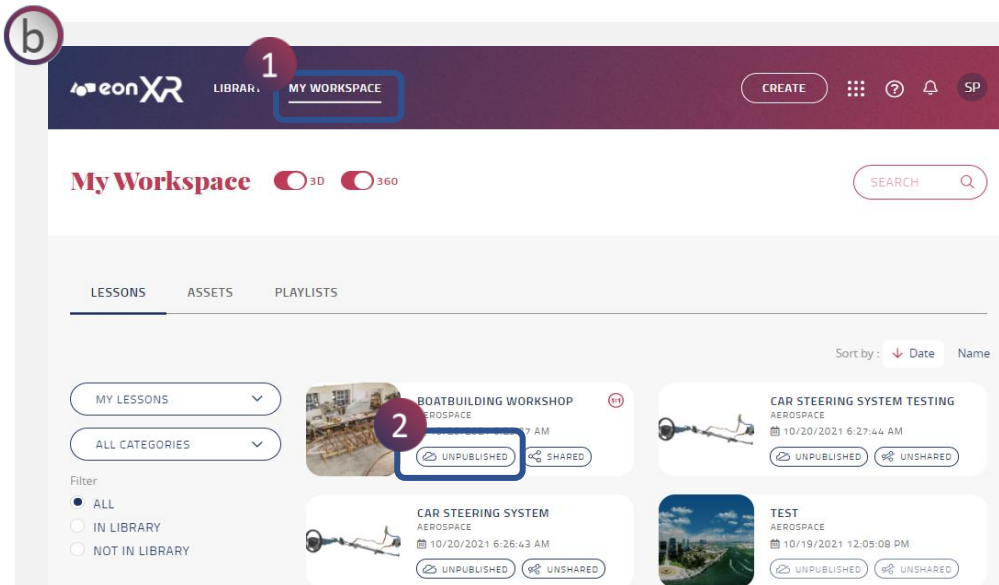 b
1
eonXR LIBRARY MY WORKSPACE CREATE ? SP
My Workspace 3D 360 SEARCH
LESSONS ASSETS PLAYLISTS
Sort by : Date Name
MY LESSONS
ALL CATEGORIES
Filter
ALL
IN LIBRARY
NOT IN LIBRARY
BOATBUILDING WORKSHOP
AEROSPACE
2
AM
UNPUBLISHED SHARED
CAR STEERING SYSTEM TESTING
AEROSPACE
10/20/2021 6:27:44 AM
UNPUBLISHED UNSHARED
CAR STEERING SYSTEM
AEROSPACE
10/20/2021 6:26:43 AM
UNPUBLISHED UNSHARED
TEST
AEROSPACE
10/19/2021 12:05:08 PM
UNPUBLISHED UNSHARED